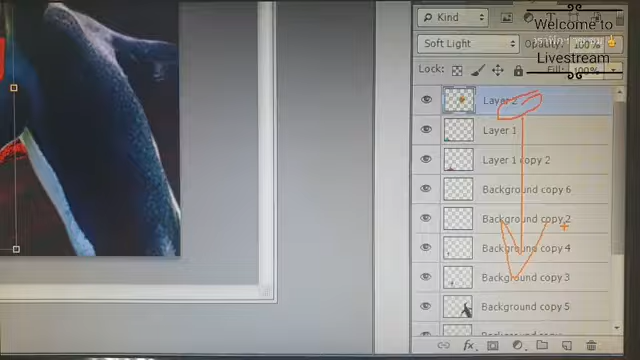 Kind
Welcome to
Soft Light
Opacity: 100%
Livestream
Lock:
Fill: 100%
Layer 2
Layer 1
Layer 1 copy 2
Background copy 6
Background copy 2
Background copy 4
Background copy 3
Background copy 5
fx